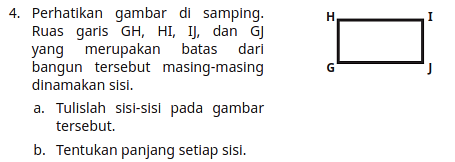 4. Perhatikan gambar di samping.
Ruas garis GH, HI, IJ, dan GJ
yang merupakan batas dari
bangun tersebut masing-masing
dinamakan sisi.
a. Tulislah sisi-sisi pada gambar
tersebut.
b. Tentukan panjang setiap sisi.
H I
G J